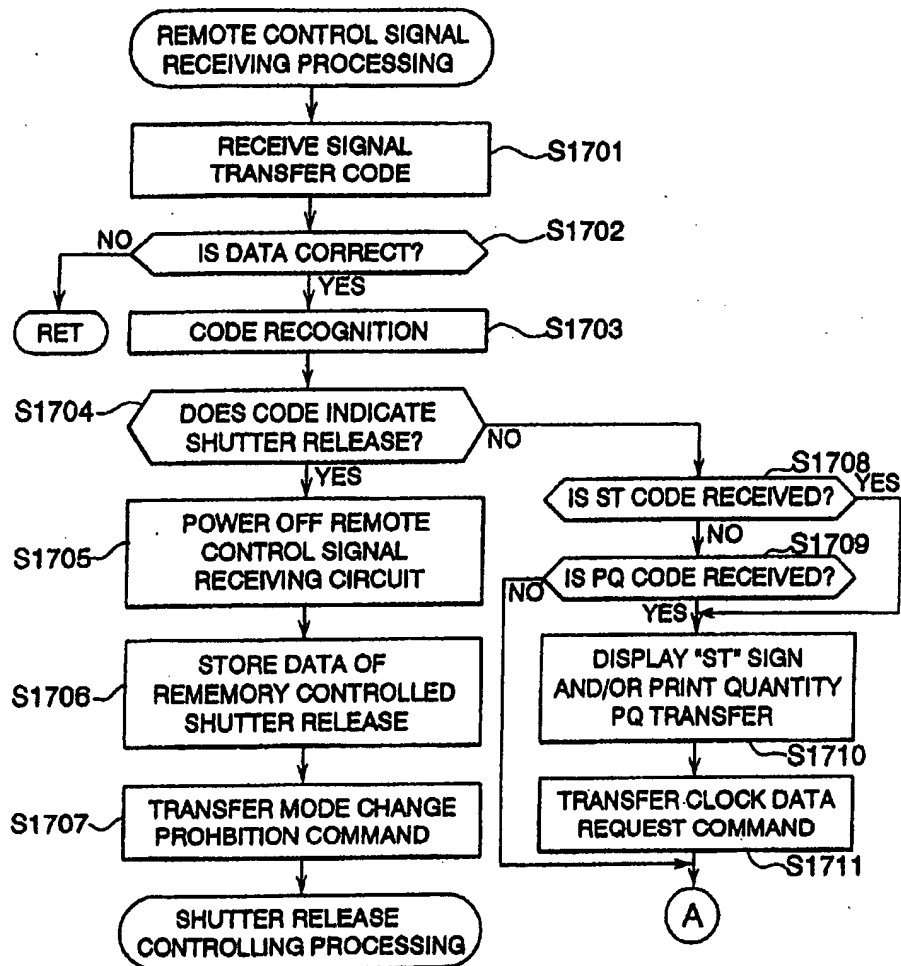 REMOTE CONTROL SIGNAL
RECEIVING PROCESSING
RECEIVE SIGNAL
TRANSFER CODE
S1701
IS DATA CORRECT?
S1702
NO
YES
RET
CODE RECOGNITION
S1703
S1704
DOES CODE INDICATE
SHUTTER RELEASE?
NO
YES
S1705
POWER OFF REMOTE
CONTROL SIGNAL
RECEIVING CIRCUIT
S1706
STORE DATA OF
REMEMORY CONTROLLED
SHUTTER RELEASE
S1707
TRANSFER MODE CHANGE
PROHBITION COMMAND
SHUTTER RELEASE
CONTROLLING PROCESSING
S1708
IS ST CODE RECEIVED?
YES
NO
S1709
IS PQ CODE RECEIVED?
NO
YES
DISPLAY "ST" SIGN
AND/OR PRINT QUANTITY
PQ TRANSFER
S1710
TRANSFER CLOCK DATA
REQUEST COMMAND
S1711
A